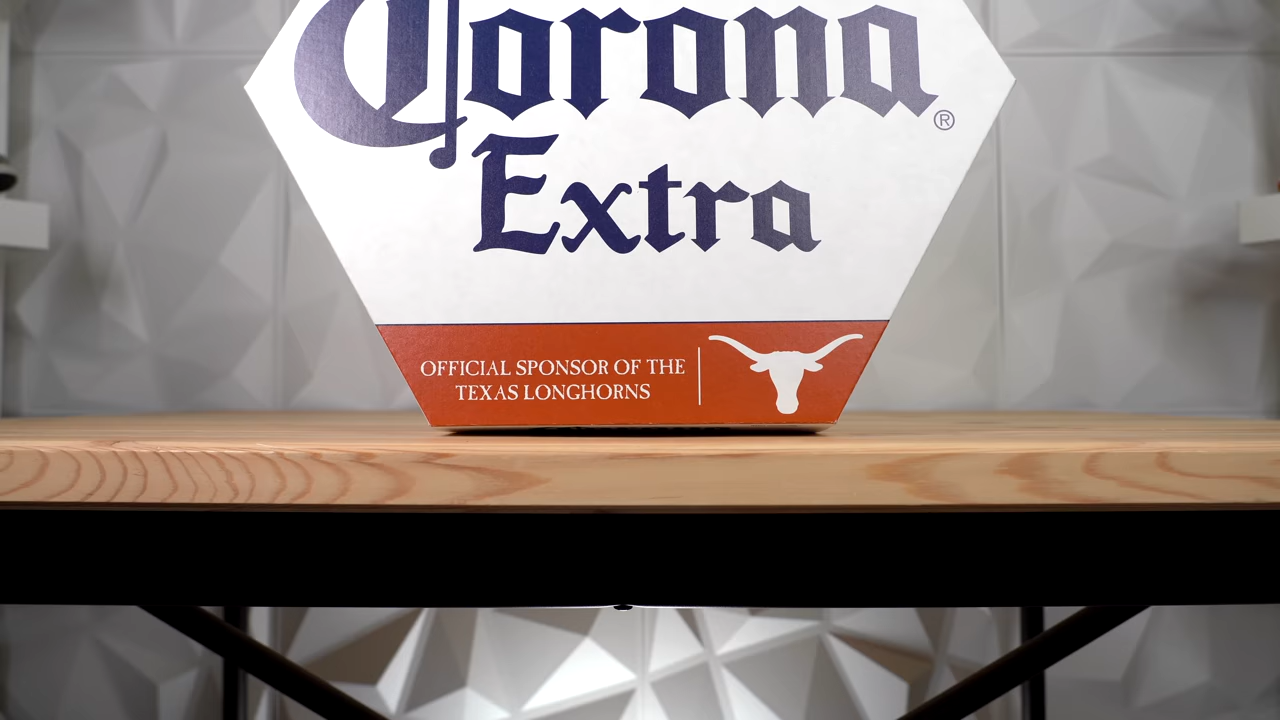 Corona
®
Extra
OFFICIAL SPONSOR OF THE
TEXAS LONGHORNS